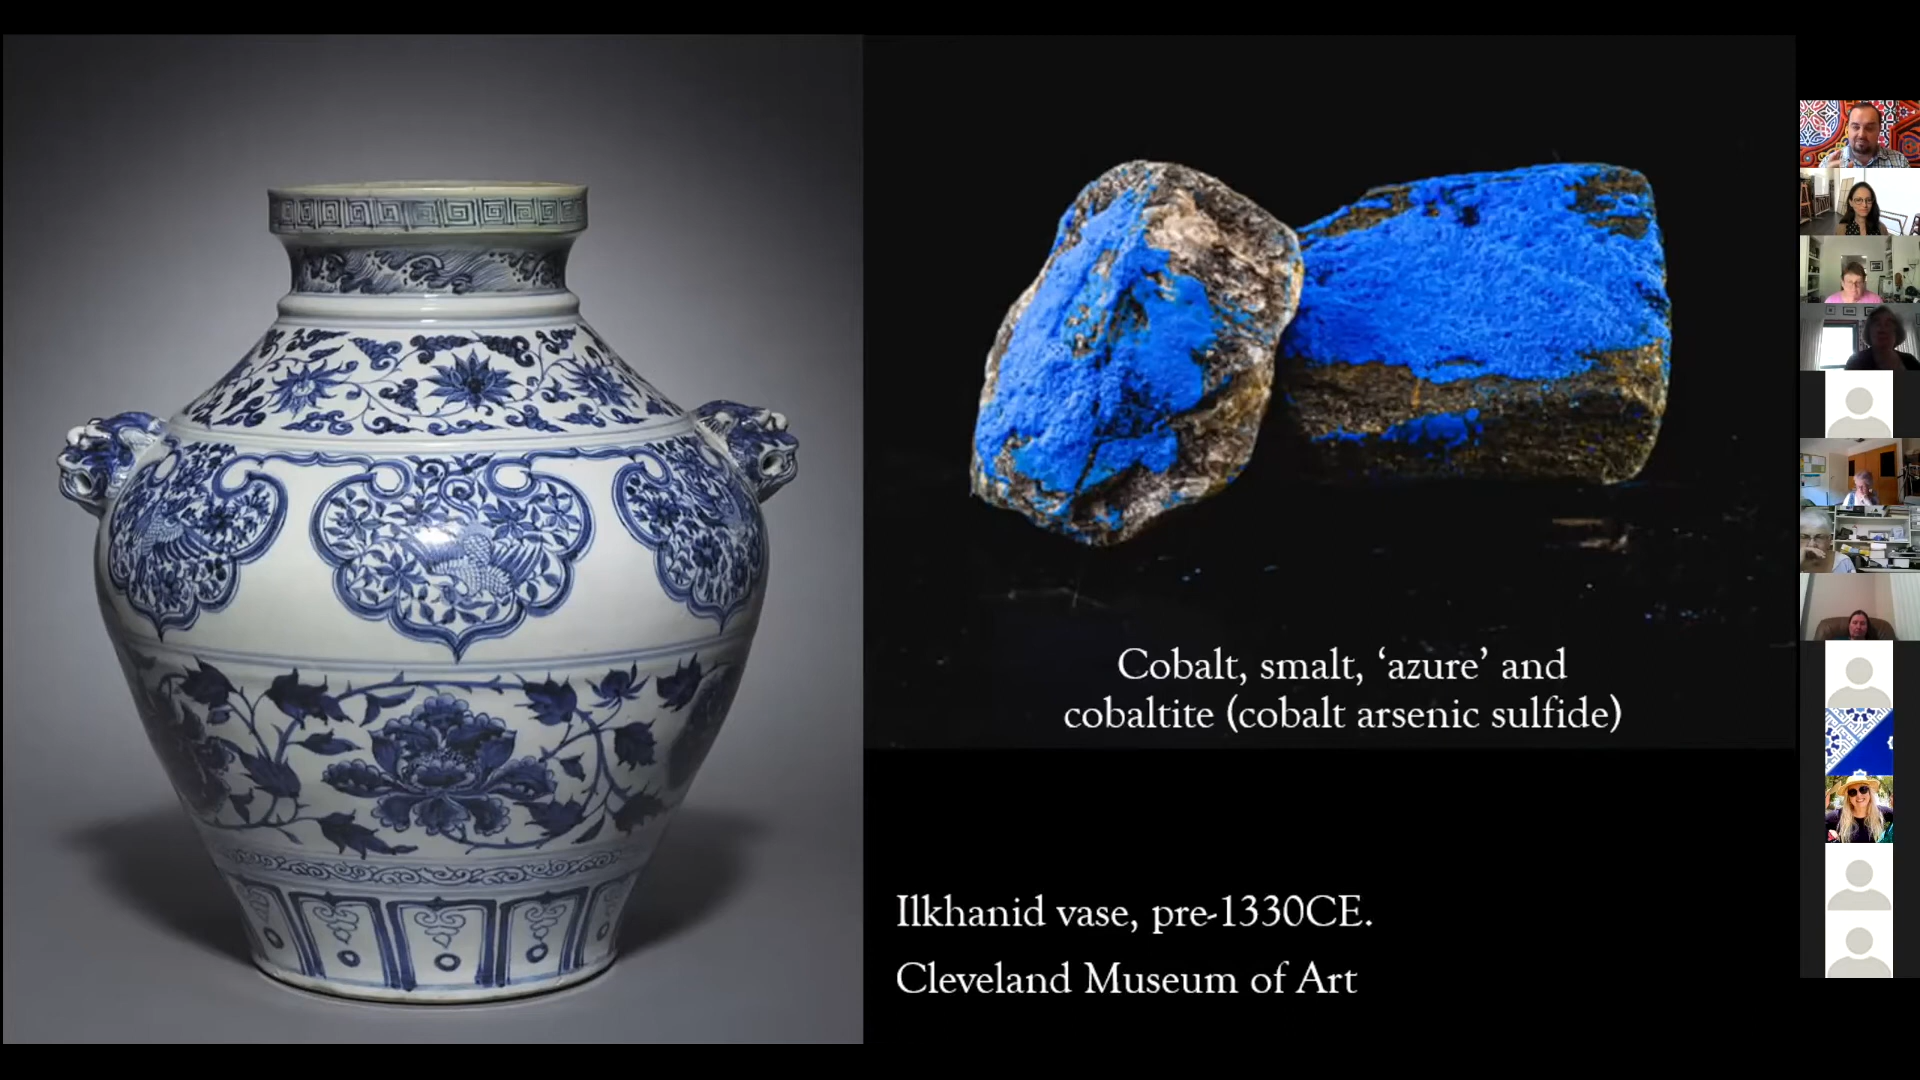 Cobalt, smalt, ‘azure’ and
cobaltite (cobalt arsenic sulfide)
Ilkhanid vase, pre-1330CE.
Cleveland Museum of Art